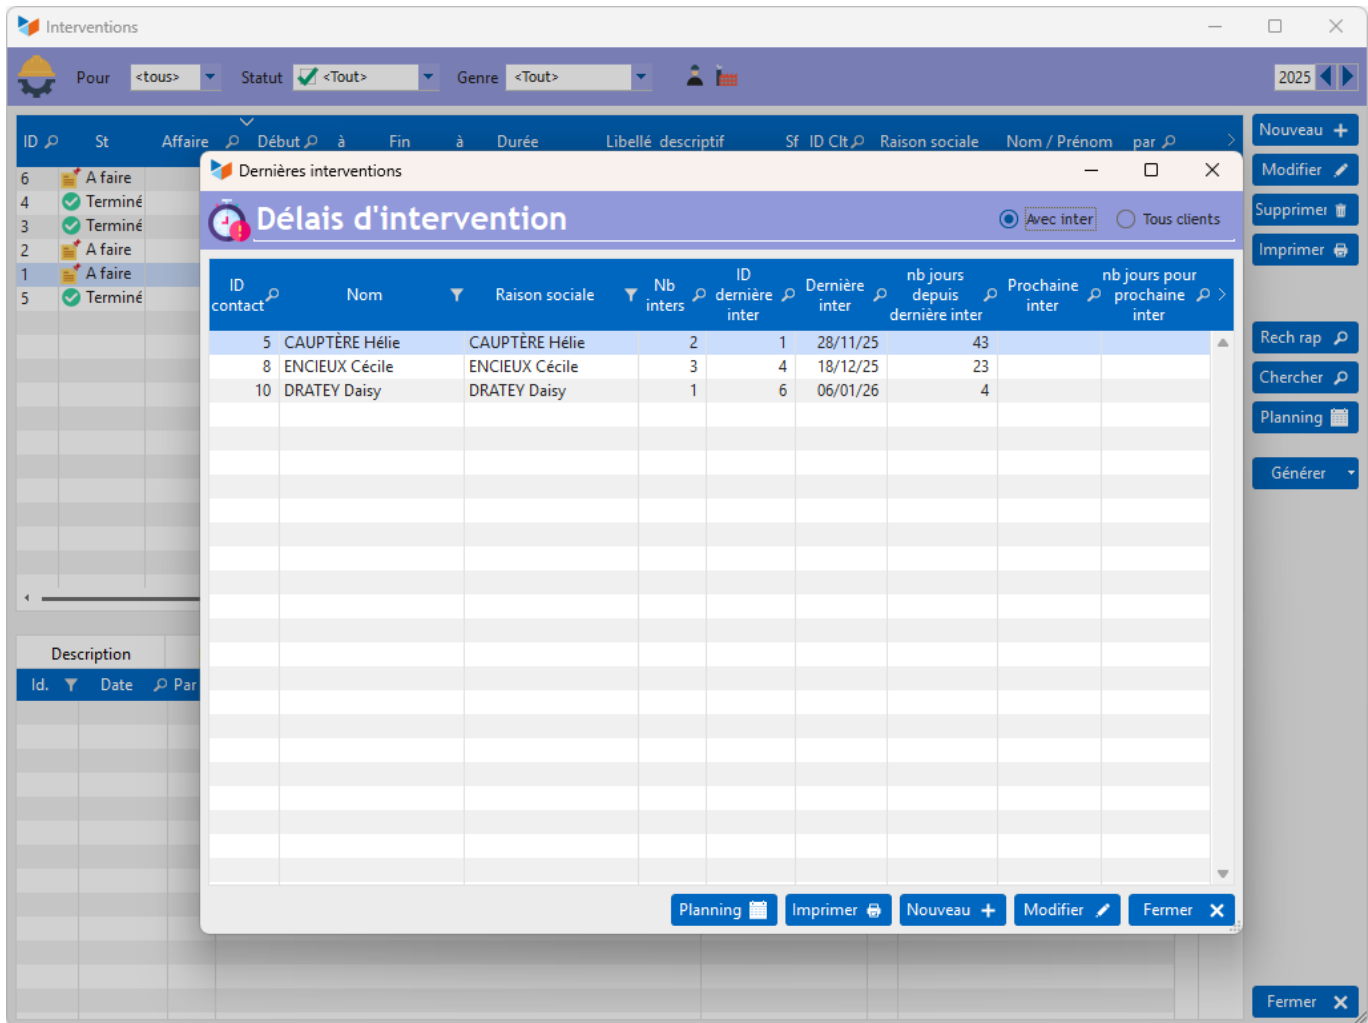 Interventions
Pour <tous> Statut <Tout> Genre <Tout> 2025
ID St Affaire Début à Fin à Durée Libellé descriptif Sf ID Clt Raison sociale Nom / Prénom par
6 A faire
4 Terminé
3 Terminé
2 A faire
1 A faire
5 Terminé
Nouveau
Modifier
Supprimer
Imprimer
Rech rap
Chercher
Planning
Générer
Dernières interventions
Délais d'intervention Avec inter Tous clients
ID contact Nom Raison sociale Nb inters ID dernière inter Dernière inter nb jours depuis dernière inter Prochaine inter nb jours pour prochaine inter
5 CAUPTÈRE Hélie CAUPTÈRE Hélie 2 1 28/11/25 43
8 ENCIEUX Cécile ENCIEUX Cécile 3 4 18/12/25 23
10 DRATEY Daisy DRATEY Daisy 1 6 06/01/26 4
Planning Imprimer Nouveau Modifier Fermer
Description
Id. Date Par
Fermer